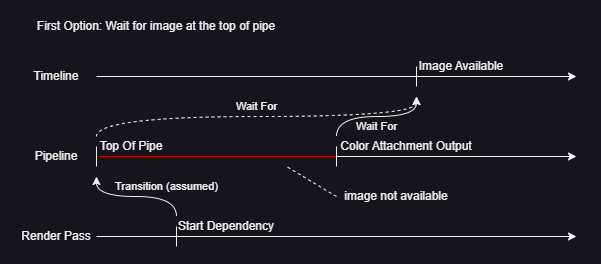 First Option: Wait for image at the top of pipe
Image Available
Timeline
Wait For
Wait For
Top Of Pipe
Color Attachment Output
Pipeline
Transition (assumed)
image not available
Start Dependency
Render Pass